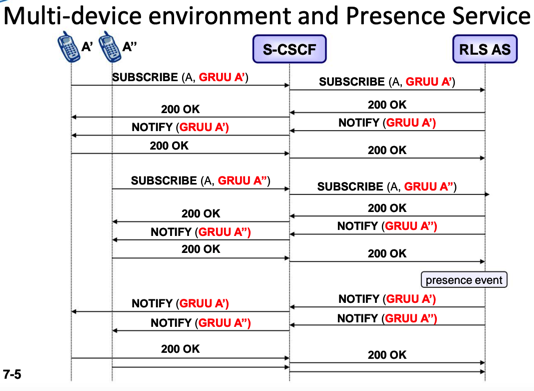 Multi-device environment and Presence Service
A' A" S-CSCF RLS AS
SUBSCRIBE (A, GRUU A')
SUBSCRIBE (A, GRUU A')
200 OK
200 OK
NOTIFY (GRUU A')
NOTIFY (GRUU A')
200 OK
200 OK
SUBSCRIBE (A, GRUU A")
SUBSCRIBE (A, GRUU A")
200 OK
200 OK
NOTIFY (GRUU A")
NOTIFY (GRUU A")
200 OK
200 OK
presence event
NOTIFY (GRUU A')
NOTIFY (GRUU A')
NOTIFY (GRUU A")
NOTIFY (GRUU A")
200 OK
200 OK
7-5